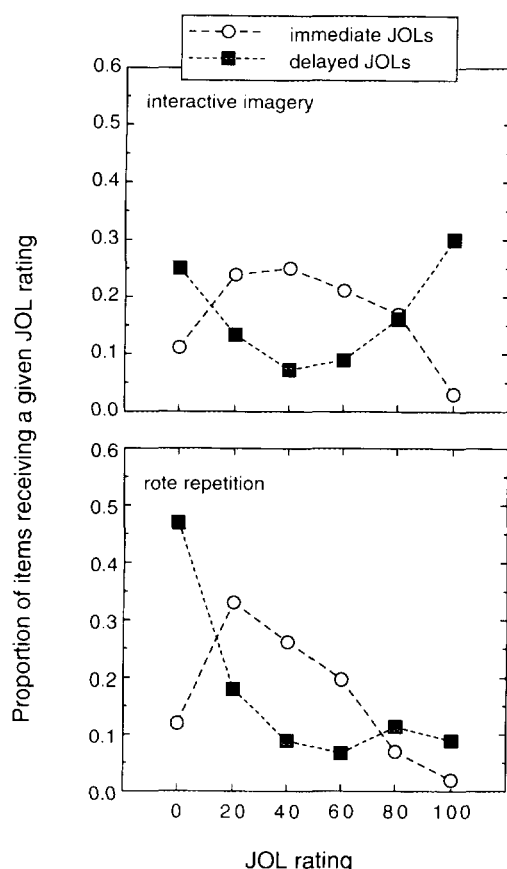 immediate JOLs
delayed JOLs
Proportion of items receiving a given JOL rating
0.6
interactive imagery
0.5
0.4
0.3
0.2
0.1
0.0
0.6
rote repetition
0.5
0.4
0.3
0.2
0.1
0.0
0 20 40 60 80 100
JOL rating